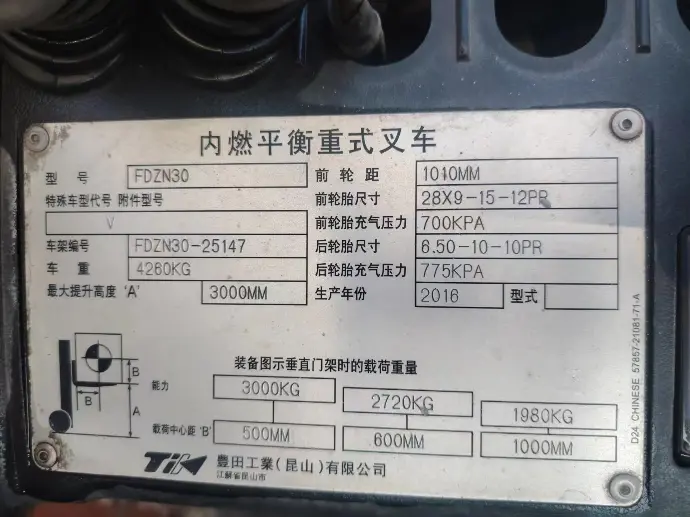 内燃平衡重式叉车
型 号 FDZN30 前 轮 距 1010MM
特殊车型代号 附件型号 前轮胎尺寸 28X9-15-12PR
V 前轮胎充气压力 700KPA
车架编号 FDZN30-25147 后轮胎尺寸 6.50-10-10PR
车 重 4280KG 后轮胎充气压力 775KPA
最大提升高度 'A' 3000MM 生产年份 2016 型式
装备图示垂直门架时的载荷重量
B
B
A
能力 3000KG 2720KG 1980KG
载荷中心距 'B' 500MM 600MM 1000MM
TIK 豊田工業(昆山)有限公司
江蘇省昆山市
D24 CHINESE 57857-21081-71-A